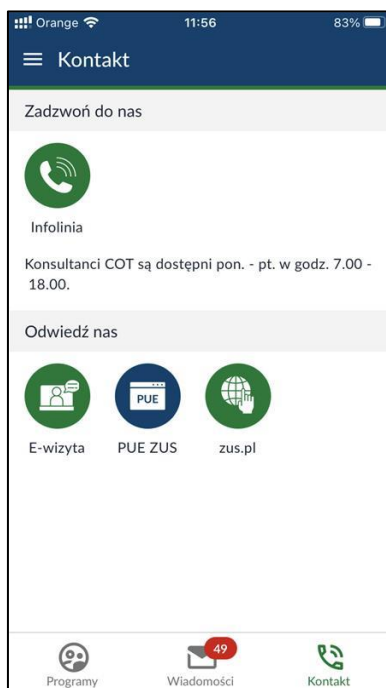 Orange 11:56 83%
Kontakt
Zadzwoń do nas
Infolinia
Konsultanci COT są dostępni pon. - pt. w godz. 7.00 -
18.00.
Odwiedź nas
PUE
E-wizyta PUE ZUS zus.pl
49
Programy Wiadomości Kontakt